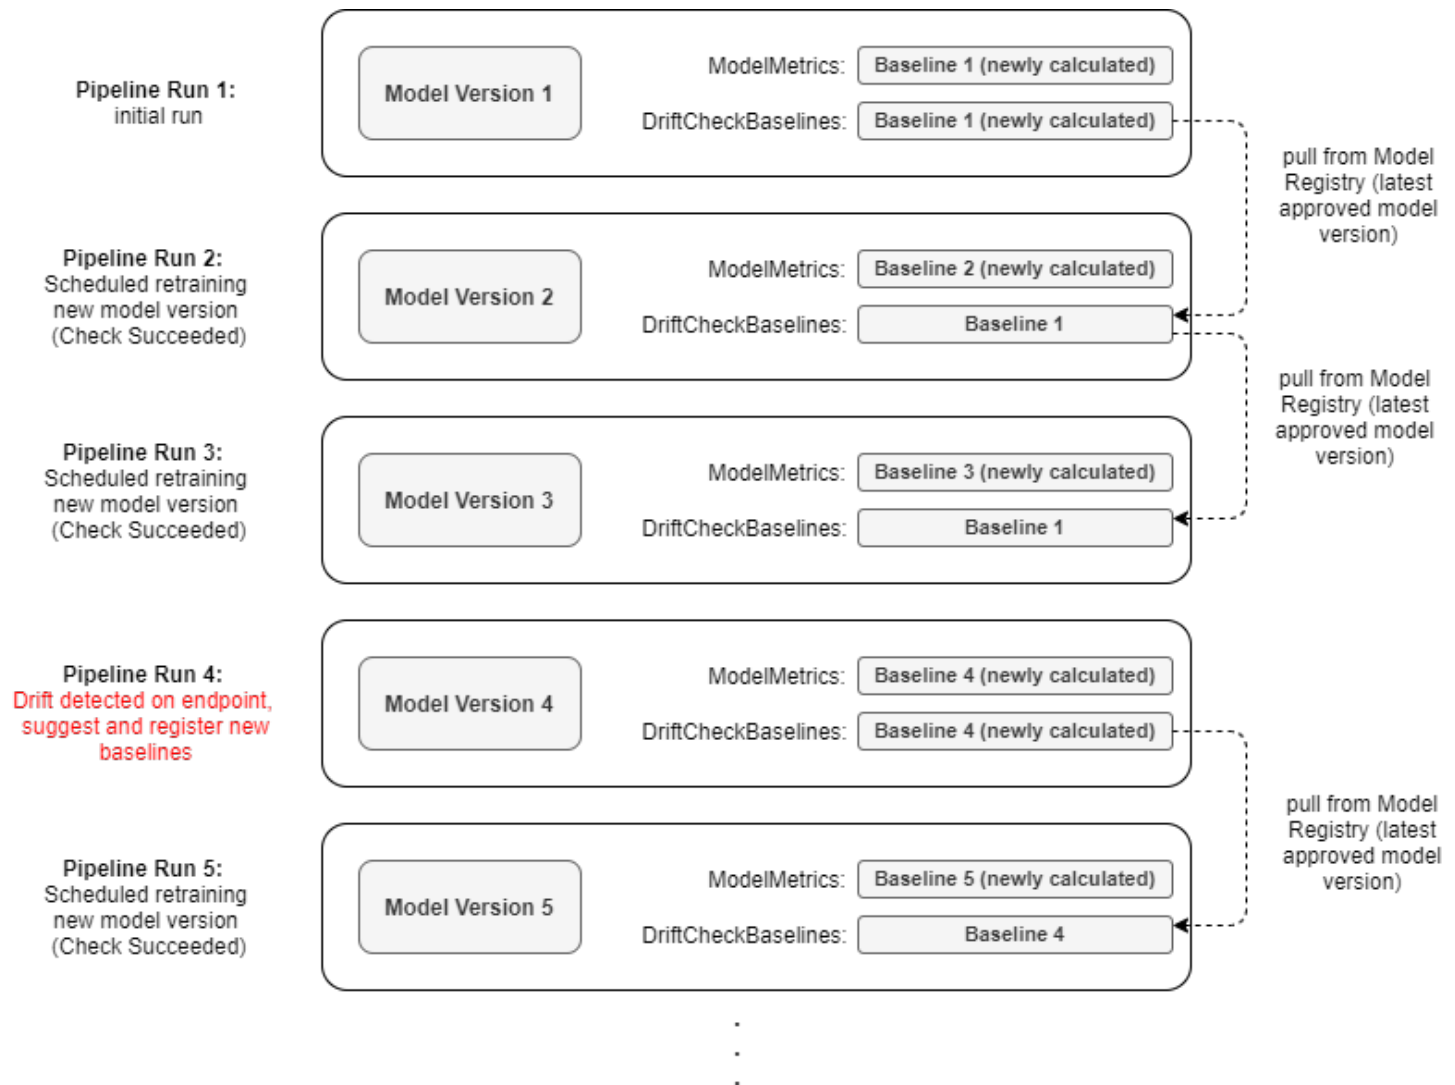 Pipeline Run 1:
initial run
Model Version 1
ModelMetrics:
Baseline 1 (newly calculated)
DriftCheckBaselines:
Baseline 1 (newly calculated)
pull from Model
Registry (latest
approved model
version)
Pipeline Run 2:
Scheduled retraining
new model version
(Check Succeeded)
Model Version 2
ModelMetrics:
Baseline 2 (newly calculated)
DriftCheckBaselines:
Baseline 1
pull from Model
Registry (latest
approved model
version)
Pipeline Run 3:
Scheduled retraining
new model version
(Check Succeeded)
Model Version 3
ModelMetrics:
Baseline 3 (newly calculated)
DriftCheckBaselines:
Baseline 1
Pipeline Run 4:
Drift detected on endpoint,
suggest and register new
baselines
Model Version 4
ModelMetrics:
Baseline 4 (newly calculated)
DriftCheckBaselines:
Baseline 4 (newly calculated)
pull from Model
Registry (latest
approved model
version)
Pipeline Run 5:
Scheduled retraining
new model version
(Check Succeeded)
Model Version 5
ModelMetrics:
Baseline 5 (newly calculated)
DriftCheckBaselines:
Baseline 4
.
.
.